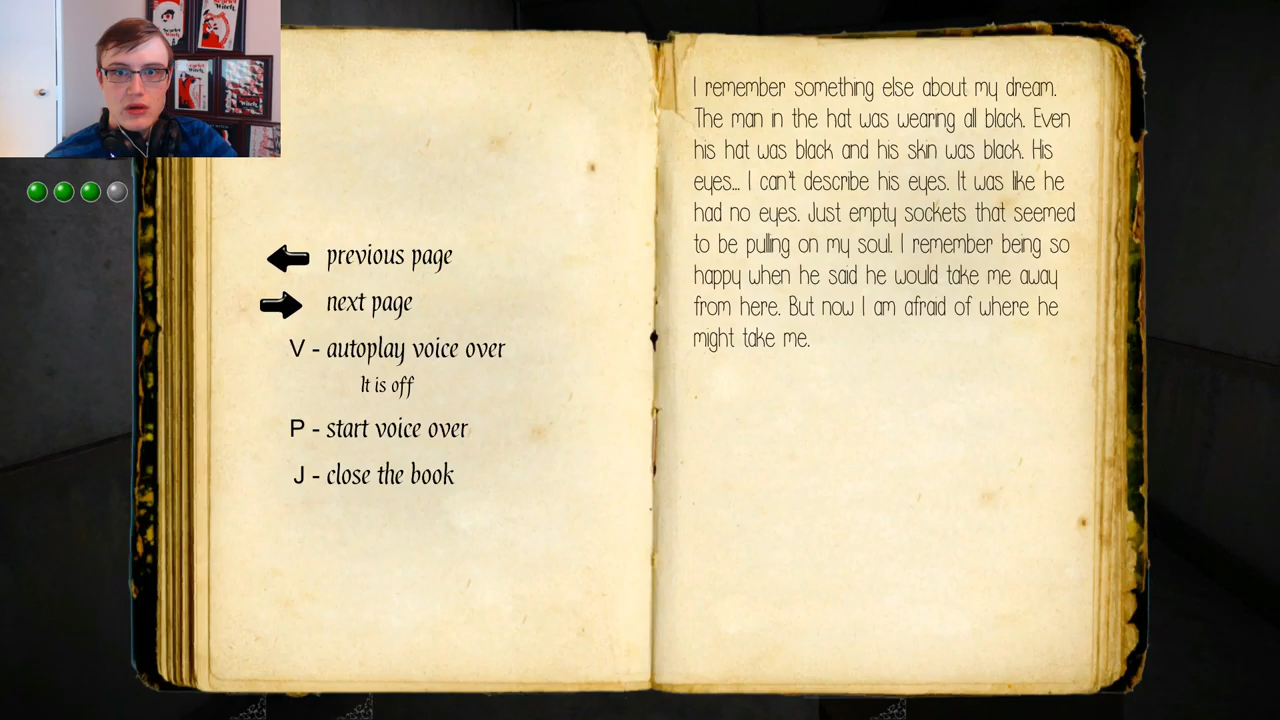 previous page
next page
V - autoplay voice over
It is off
P - start voice over
J - close the book
I remember something else about my dream.
The man in the hat was wearing all black. Even
his hat was black and his skin was black. His
eyes... I can't describe his eyes. It was like he
had no eyes. Just empty sockets that seemed
to be pulling on my soul. I remember being so
happy when he said he would take me away
from here. But now I am afraid of where he
might take me.